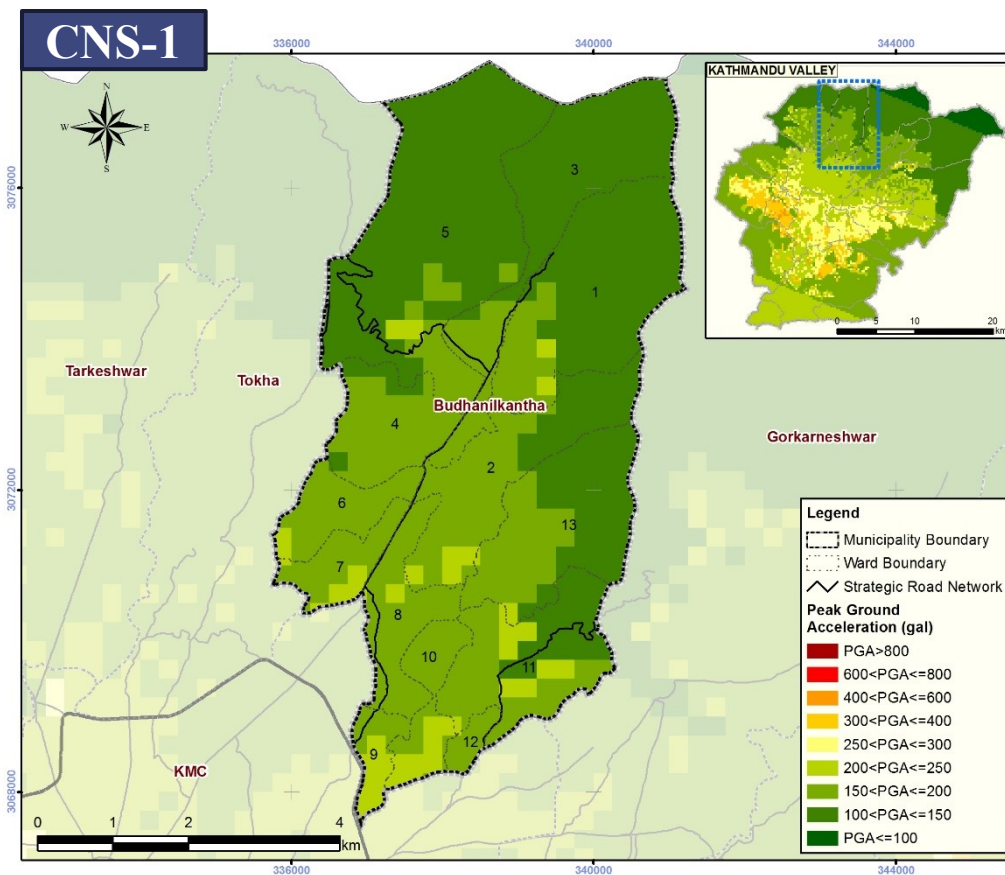 CNS-1
336000
340000
344000
KATHMANDU VALLEY
N
W
E
S
0
5
10
20
km
3076000
3
5
1
Tarkeshwar
Tokha
Budhanilkantha
4
Gorkarneshwar
2
3072000
6
13
7
8
10
11
12
9
KMC
3068000
0
1
2
4
km
Legend
Municipality Boundary
Ward Boundary
Strategic Road Network
Peak Ground
Acceleration (gal)
PGA>800
600<PGA<=800
400<PGA<=600
300<PGA<=400
250<PGA<=300
200<PGA<=250
150<PGA<=200
100<PGA<=150
PGA<=100
336000
340000
344000